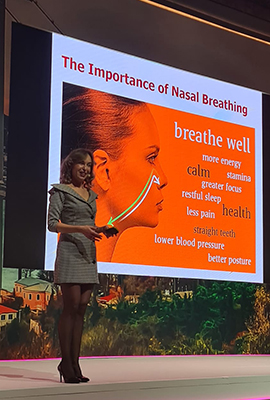 The Importance of Nasal Breathing
breathe well
more energy
calm stamina
greater focus
restful sleep
less pain health
straight teeth
lower blood pressure
better posture